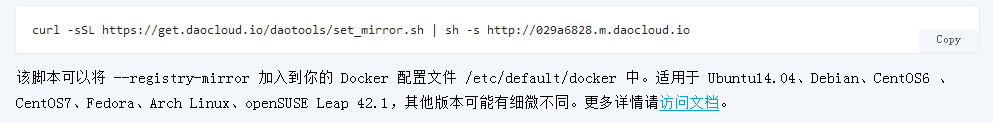 curl -sSL https://get.daocloud.io/daotools/set_mirror.sh | sh -s http://029a6828.m.daocloud.io
Copy
该脚本可以将 --registry-mirror 加入到你的 Docker 配置文件 /etc/default/docker 中。适用于 Ubuntu14.04、Debian、CentOS6 、
CentOS7、Fedora、Arch Linux、openSUSE Leap 42.1，其他版本可能有细微不同。更多详情请访问文档。